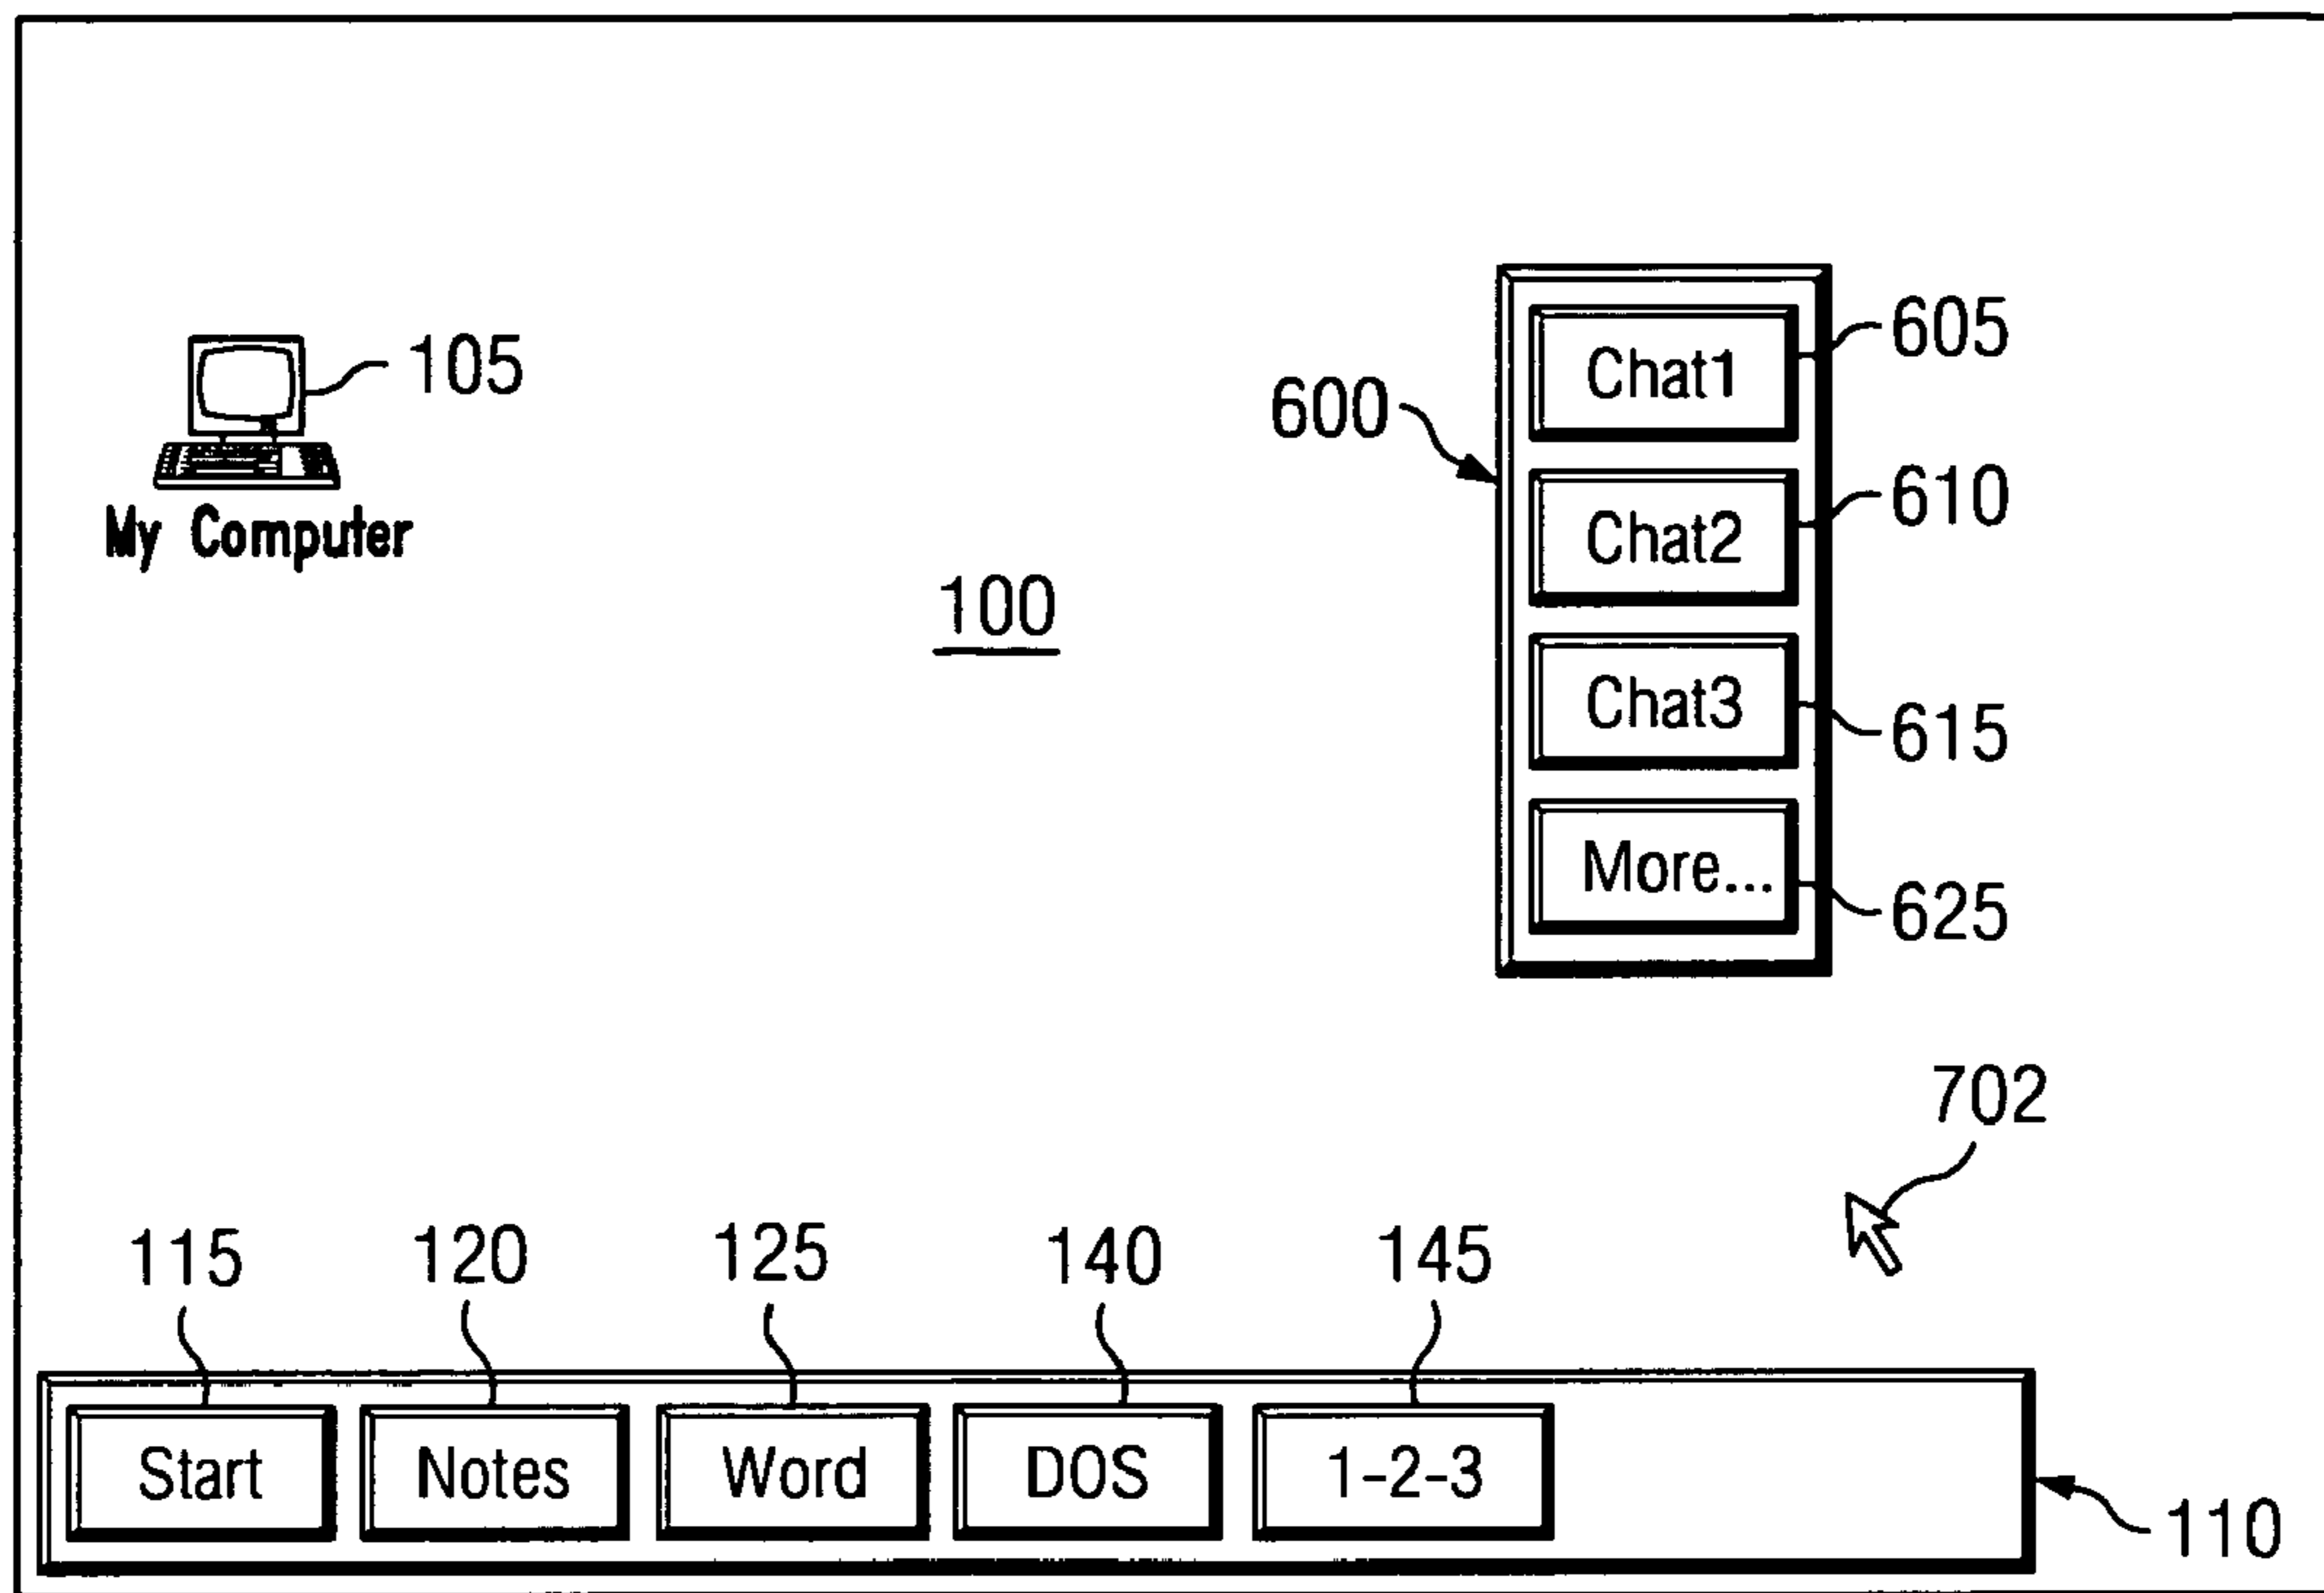 Chat1 605
105
600
My Computer
Chat2 610
100
Chat3 615
More... 625
702
115 120 125 140 145
Start Notes Word DOS 1-2-3
110